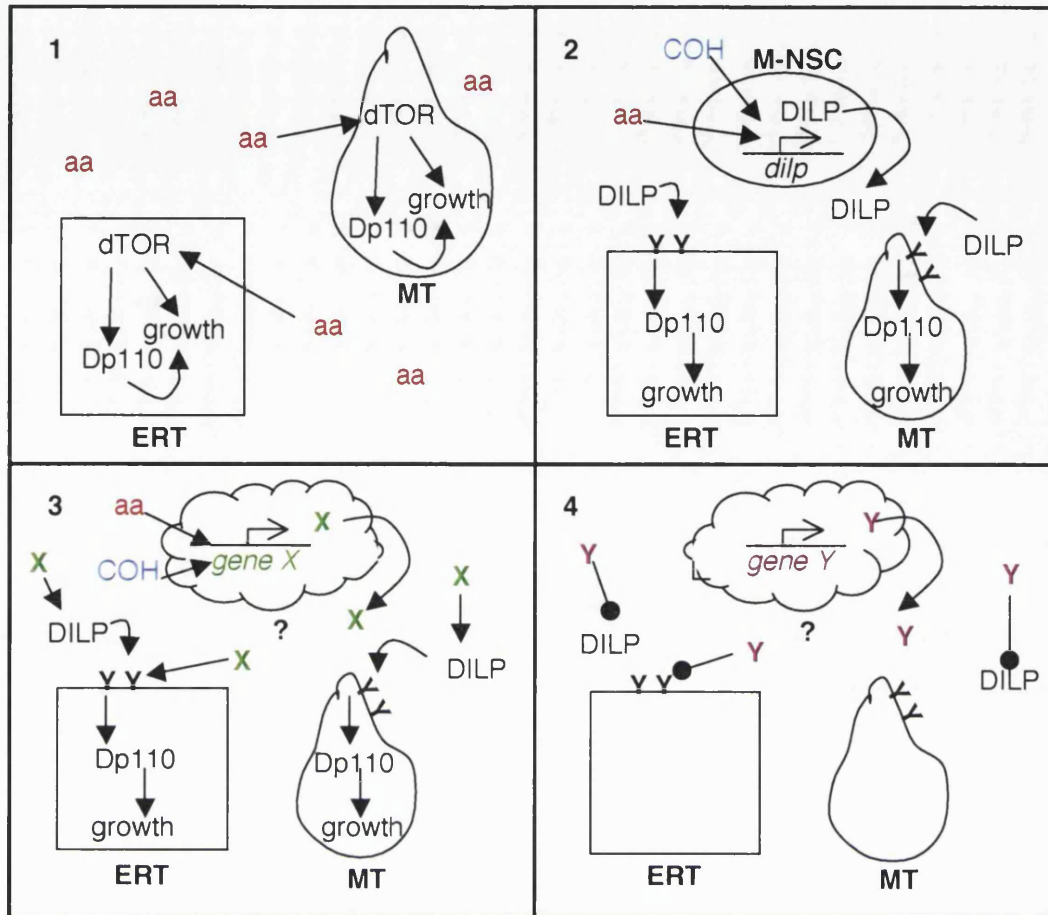 1
aa
aa
aa
aa
dTOR
growth
Dp110
MT
dTOR
growth
Dp110
aa
aa
ERT
2
COH
M-NSC
aa
DILP
dilp
DILP
DILP
DILP
Dp110
growth
ERT
Dp110
growth
MT
3
aa
X
COH
gene X
X
X
X
DILP
?
X
DILP
Dp110
growth
ERT
Dp110
growth
MT
4
Y
gene Y
Y
Y
DILP
Y
?
Y
DILP
ERT
MT